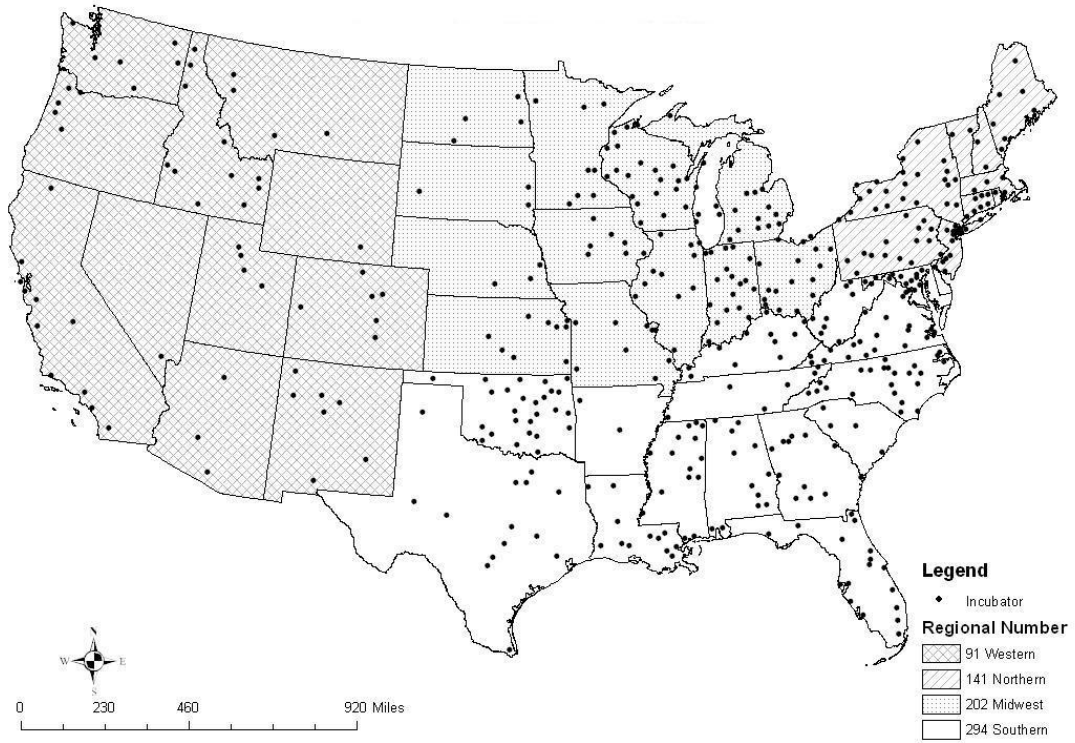 Legend
Incubator
Regional Number
91 Western
141 Northern
202 Midwest
294 Southern
N
W E
S
0 230 460 920 Miles